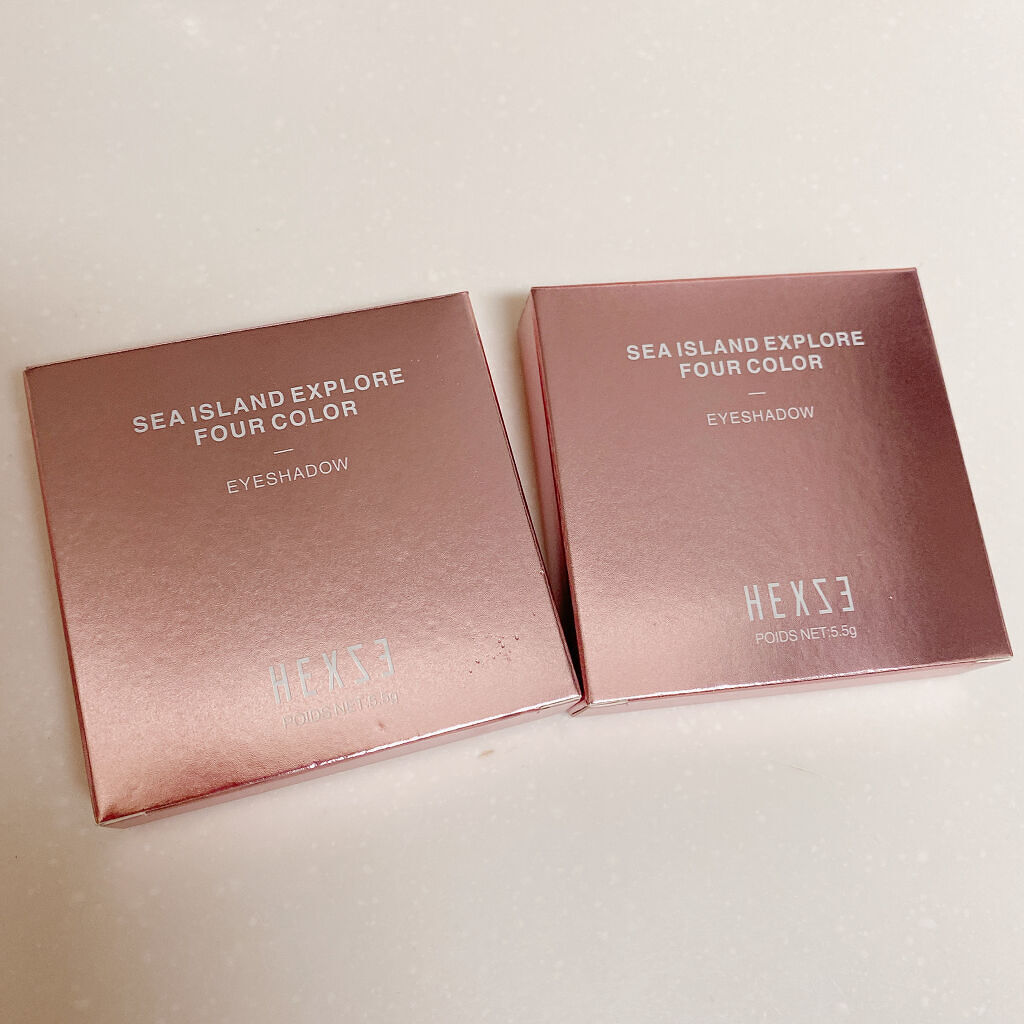 SEA ISLAND EXPLORE
FOUR COLOR
EYESHADOW
HEXZE
POIDS NET:5.5g
SEA ISLAND EXPLORE
FOUR COLOR
EYESHADOW
HEXZE
POIDS NET:5.5g